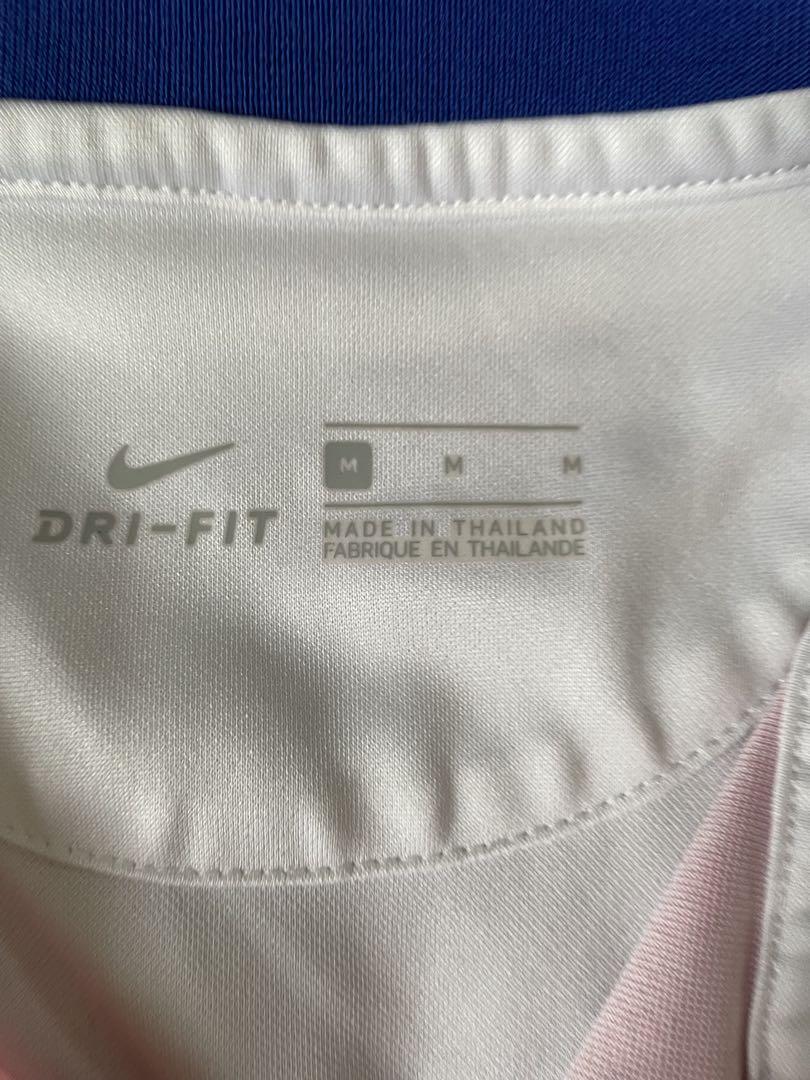 DRI-FIT
M M M
MADE IN THAILAND
FABRIQUE EN THAILANDE